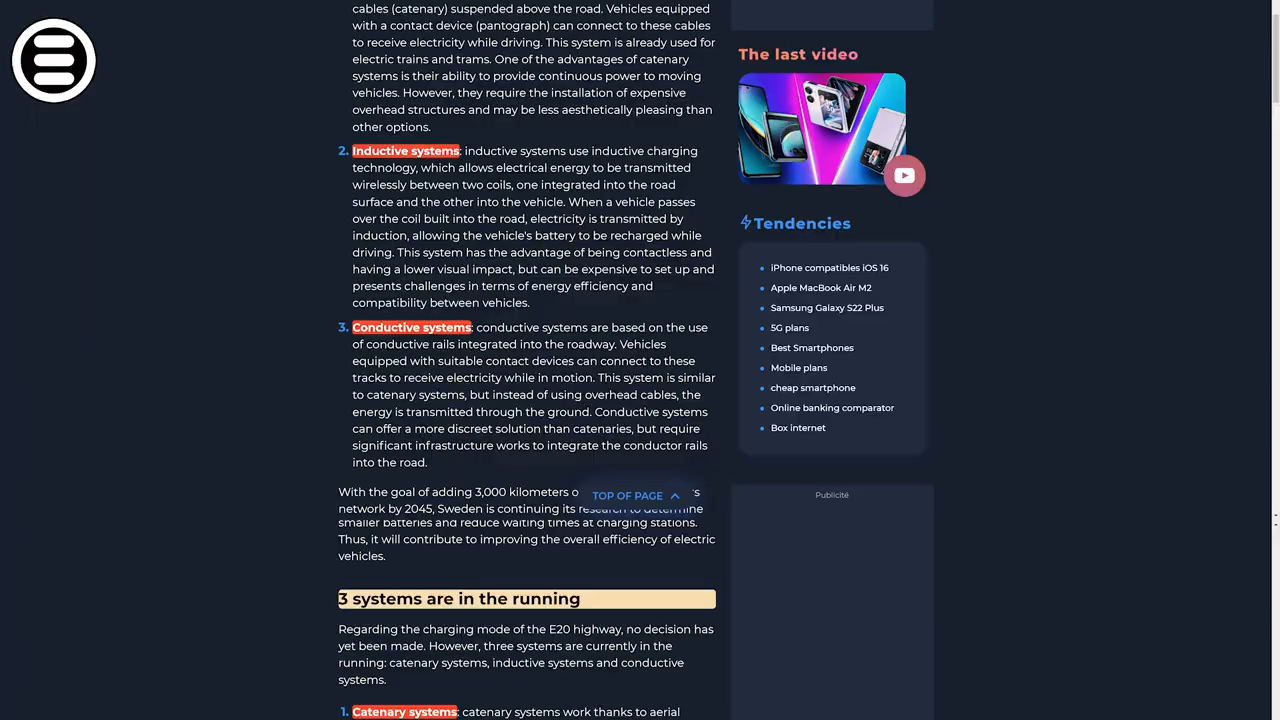 cables (catenary) suspended above the road. Vehicles equipped
with a contact device (pantograph) can connect to these cables
to receive electricity while driving. This system is already used for
electric trains and trams. One of the advantages of catenary
systems is their ability to provide continuous power to moving
vehicles. However, they require the installation of expensive
overhead structures and may be less aesthetically pleasing than
other options.
2. Inductive systems: inductive systems use inductive charging
technology, which allows electrical energy to be transmitted
wirelessly between two coils, one integrated into the road
surface and the other into the vehicle. When a vehicle passes
over the coil built into the road, electricity is transmitted by
induction, allowing the vehicle's battery to be recharged while
driving. This system has the advantage of being contactless and
having a lower visual impact, but can be expensive to set up and
presents challenges in terms of energy efficiency and
compatibility between vehicles.
3. Conductive systems: conductive systems are based on the use
of conductive rails integrated into the roadway. Vehicles
equipped with suitable contact devices can connect to these
tracks to receive electricity while in motion. This system is similar
to catenary systems, but instead of using overhead cables, the
energy is transmitted through the ground. Conductive systems
can offer a more discreet solution than catenaries, but require
significant infrastructure works to integrate the conductor rails
into the road.
With the goal of adding 3,000 kilometers
TOP OF PAGE
network by 2045, Sweden is continuing its research to determine
smaller batteries and reduce waiting times at charging stations.
Thus, it will contribute to improving the overall efficiency of electric
vehicles.
3 systems are in the running
Regarding the charging mode of the E20 highway, no decision has
yet been made. However, three systems are currently in the
running: catenary systems, inductive systems and conductive
systems.
1. Catenary systems: catenary systems work thanks to aerial
The last video
Tendencies
iPhone compatibles iOS 16
Apple MacBook Air M2
Samsung Galaxy S22 Plus
5G plans
Best Smartphones
Mobile plans
cheap smartphone
Online banking comparator
Box internet
Publicité